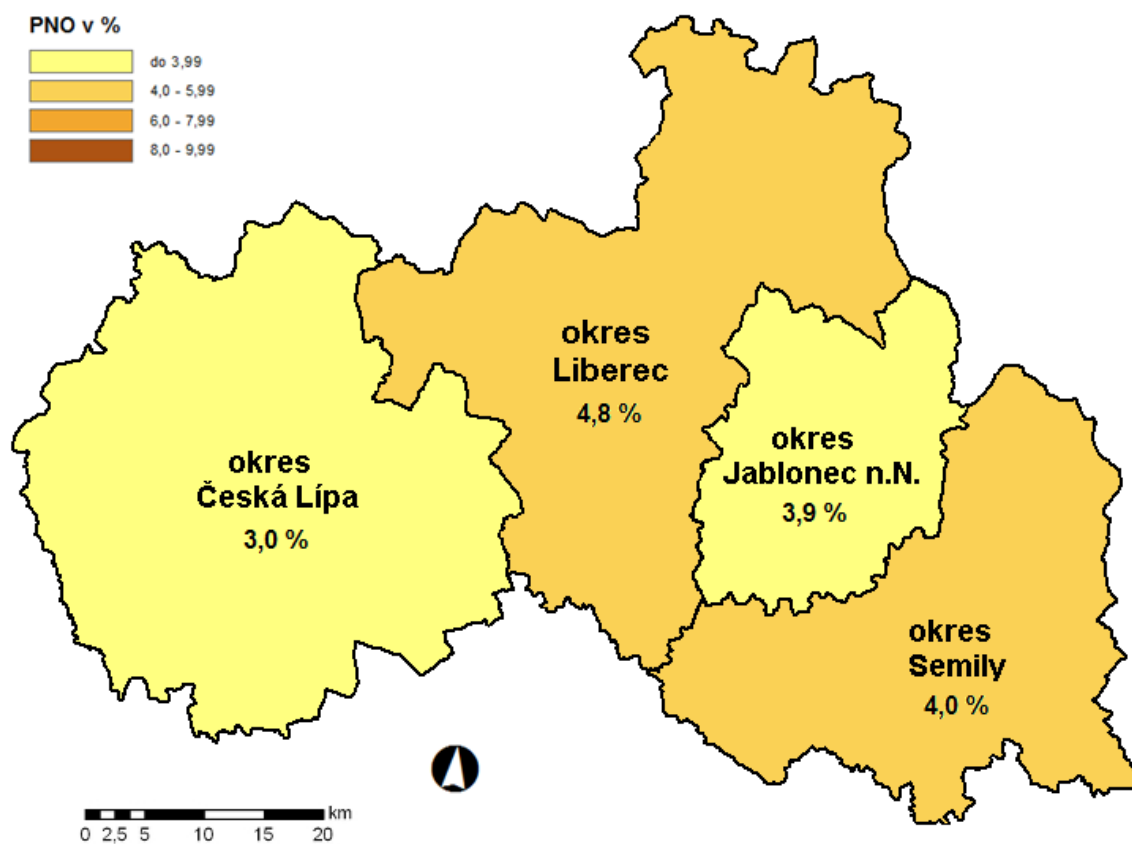 PNO v %
do 3,99
4,0 - 5,99
6,0 - 7,99
8,0 - 9,99
okres
Liberec
4,8 %
okres
Jablonec n.N.
3,9 %
okres
Česká Lípa
3,0 %
okres
Semily
4,0 %
km
0 2,5 5 10 15 20